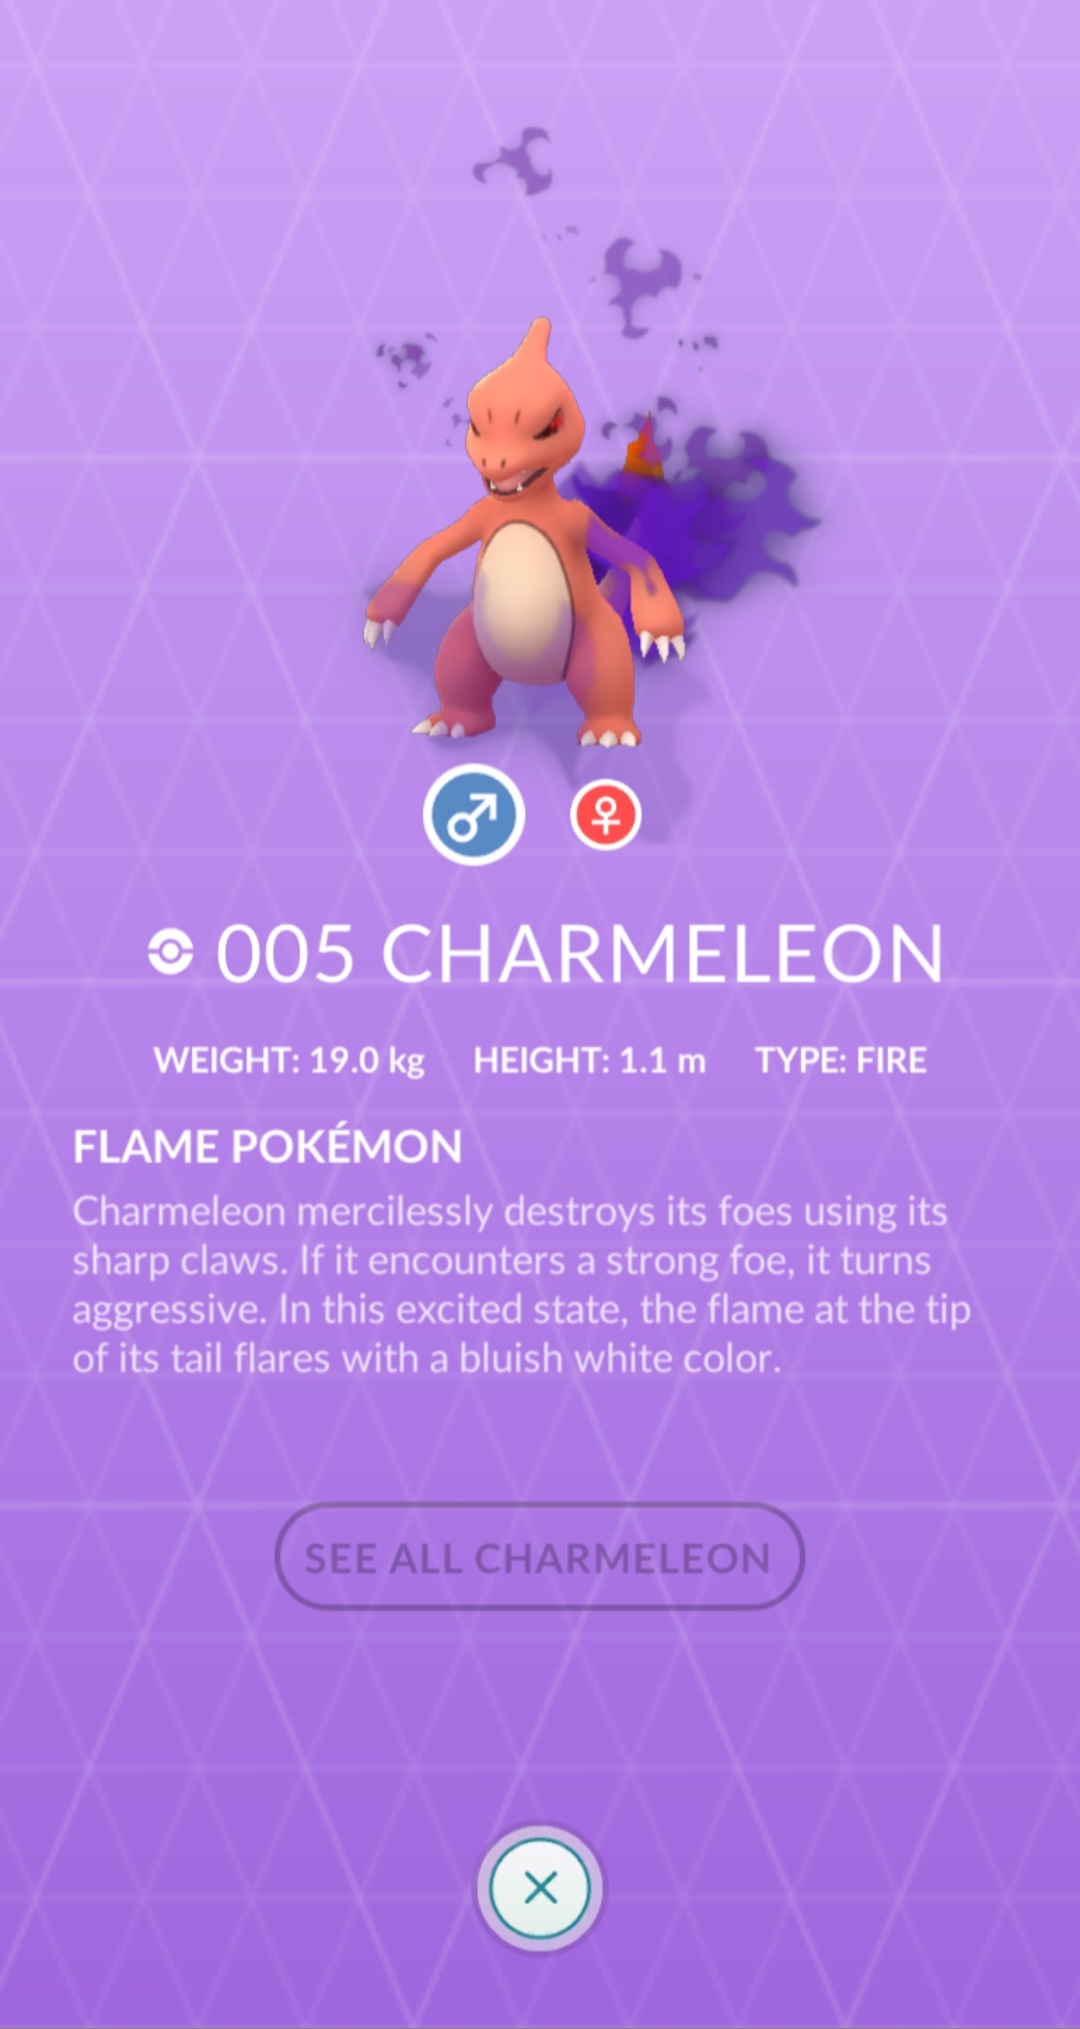 005 CHARMELEON
WEIGHT: 19.0 kg HEIGHT: 1.1 m TYPE: FIRE
FLAME POKÉMON
Charmeleon mercilessly destroys its foes using its
sharp claws. If it encounters a strong foe, it turns
aggressive. In this excited state, the flame at the tip
of its tail flares with a bluish white color.
SEE ALL CHARMELEON